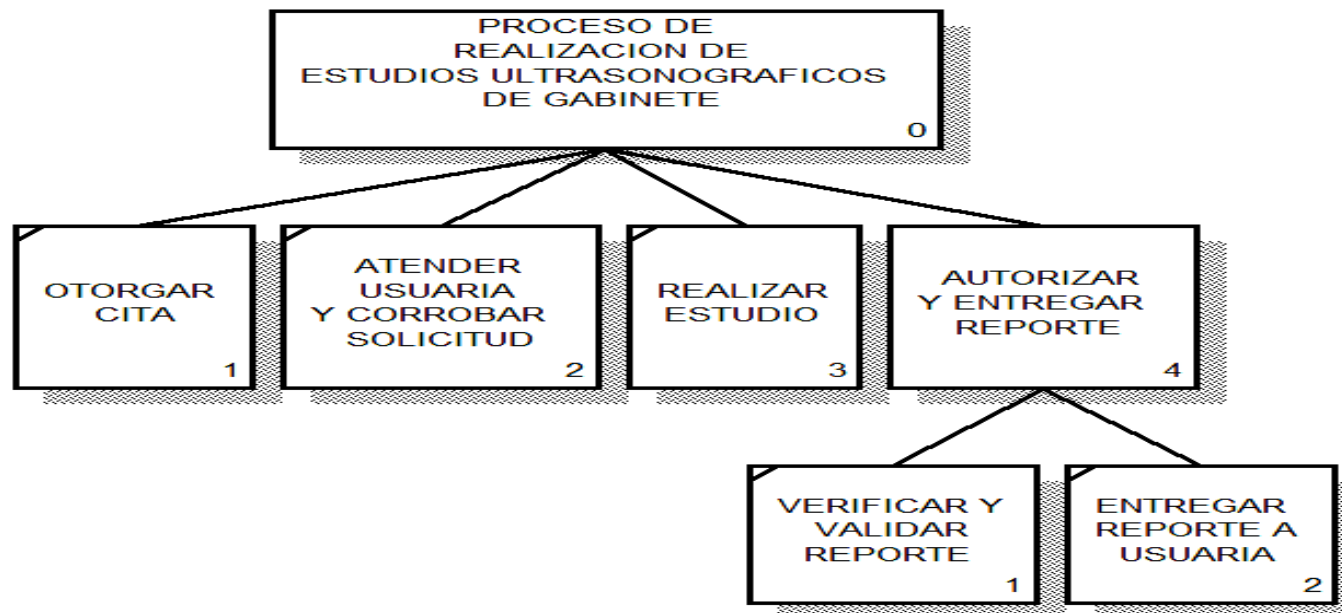 PROCESO DE
REALIZACION DE
ESTUDIOS ULTRASONOGRAFICOS
DE GABINETE
0
OTORGAR
CITA
1
ATENDER
USUARIA
Y CORROBAR
SOLICITUD
2
REALIZAR
ESTUDIO
3
AUTORIZAR
Y ENTREGAR
REPORTE
4
VERIFICAR Y
VALIDAR
REPORTE
1
ENTREGAR
REPORTE A
USUARIA
2